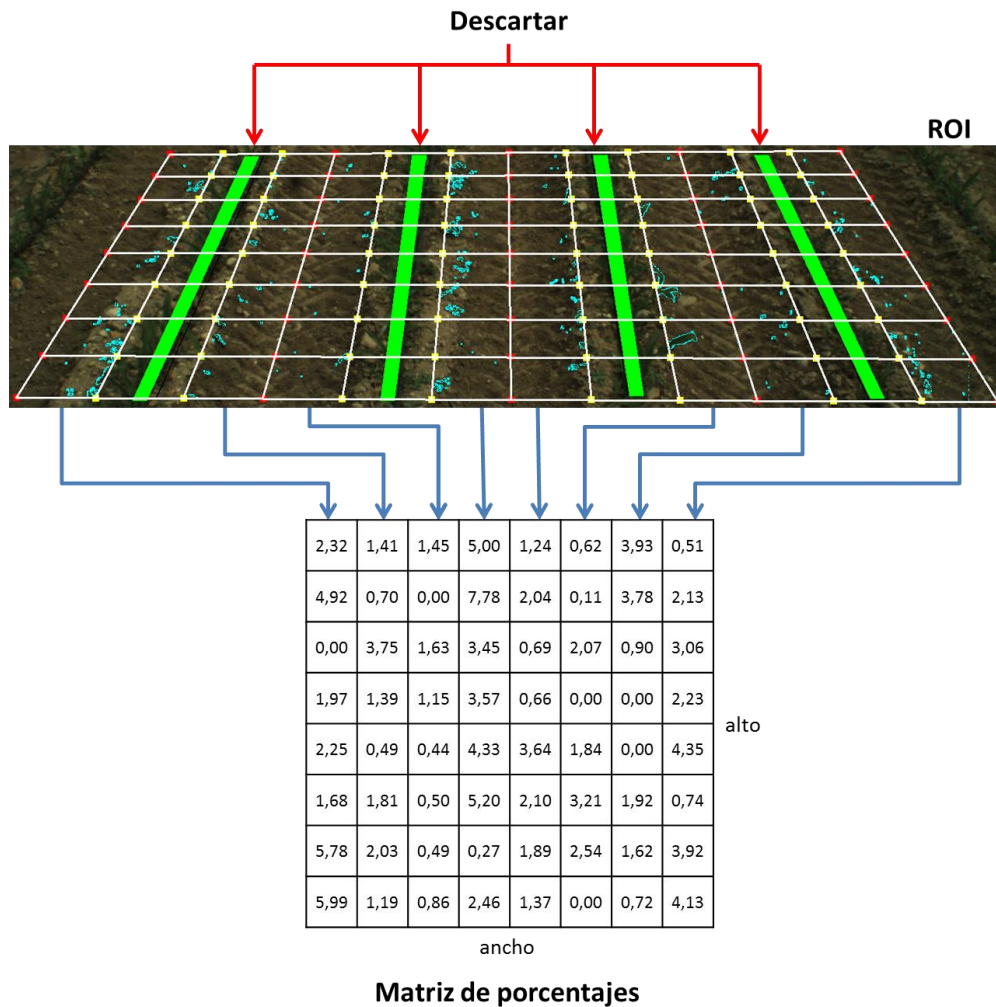 Descartar
ROI
2,32 1,41 1,45 5,00 1,24 0,62 3,93 0,51
4,92 0,70 0,00 7,78 2,04 0,11 3,78 2,13
0,00 3,75 1,63 3,45 0,69 2,07 0,90 3,06
1,97 1,39 1,15 3,57 0,66 0,00 0,00 2,23
alto
2,25 0,49 0,44 4,33 3,64 1,84 0,00 4,35
1,68 1,81 0,50 5,20 2,10 3,21 1,92 0,74
5,78 2,03 0,49 0,27 1,89 2,54 1,62 3,92
5,99 1,19 0,86 2,46 1,37 0,00 0,72 4,13
ancho
Matriz de porcentajes